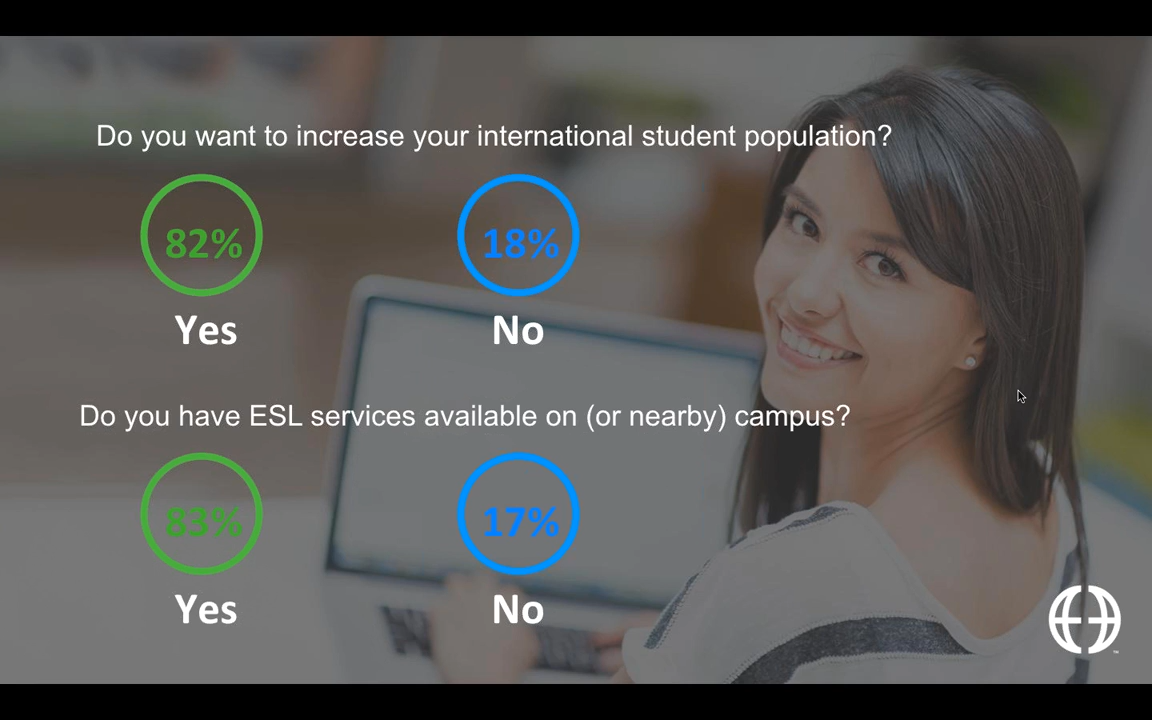 Do you want to increase your international student population?
82% 18%
Yes No
Do you have ESL services available on (or nearby) campus?
83% 17%
Yes No
™